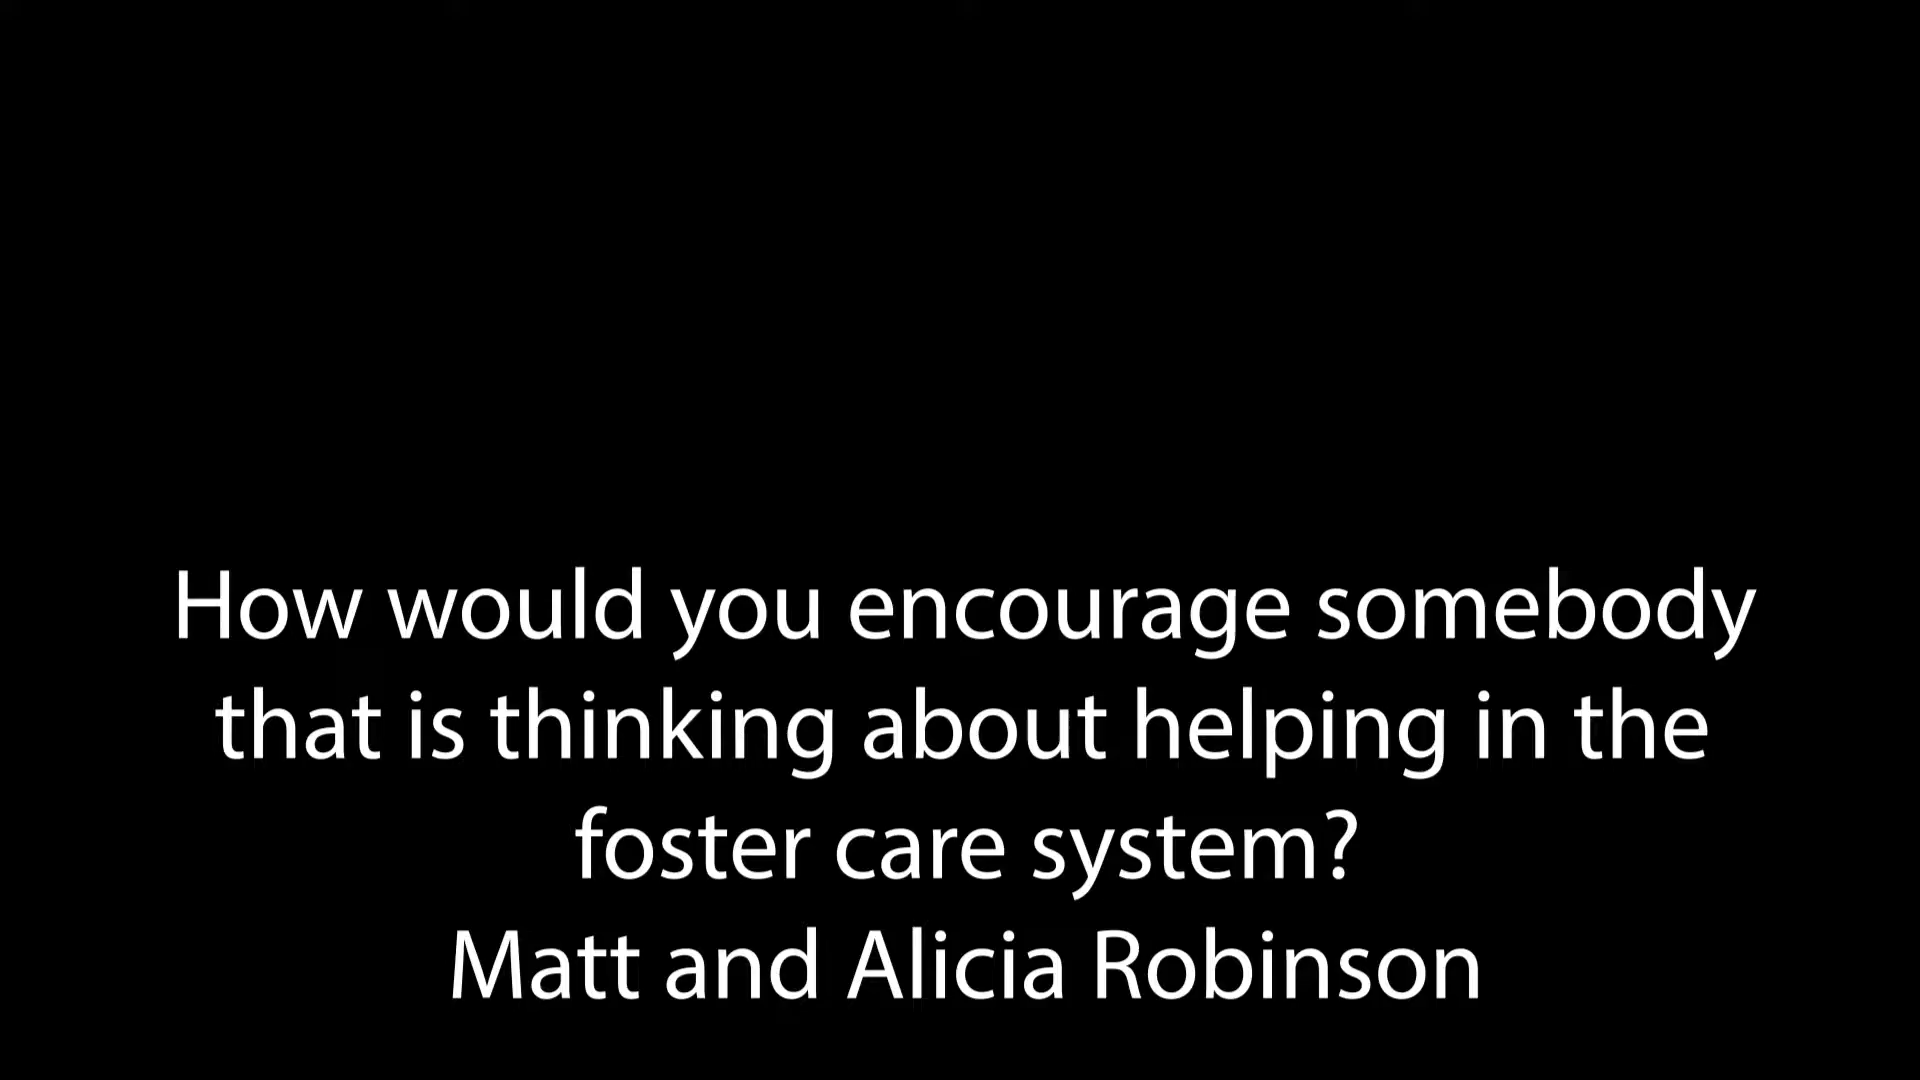 How would you encourage somebody
that is thinking about helping in the
foster care system?
Matt and Alicia Robinson